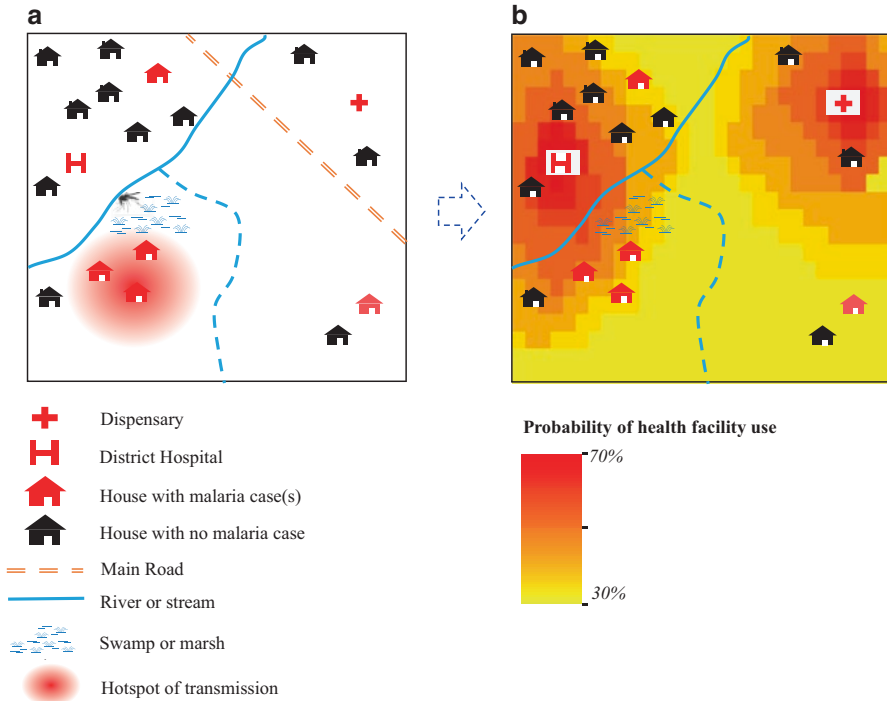 a
b
Dispensary
District Hospital
House with malaria case(s)
House with no malaria case
Main Road
River or stream
Swamp or marsh
Hotspot of transmission
Probability of health facility use
70%
30%